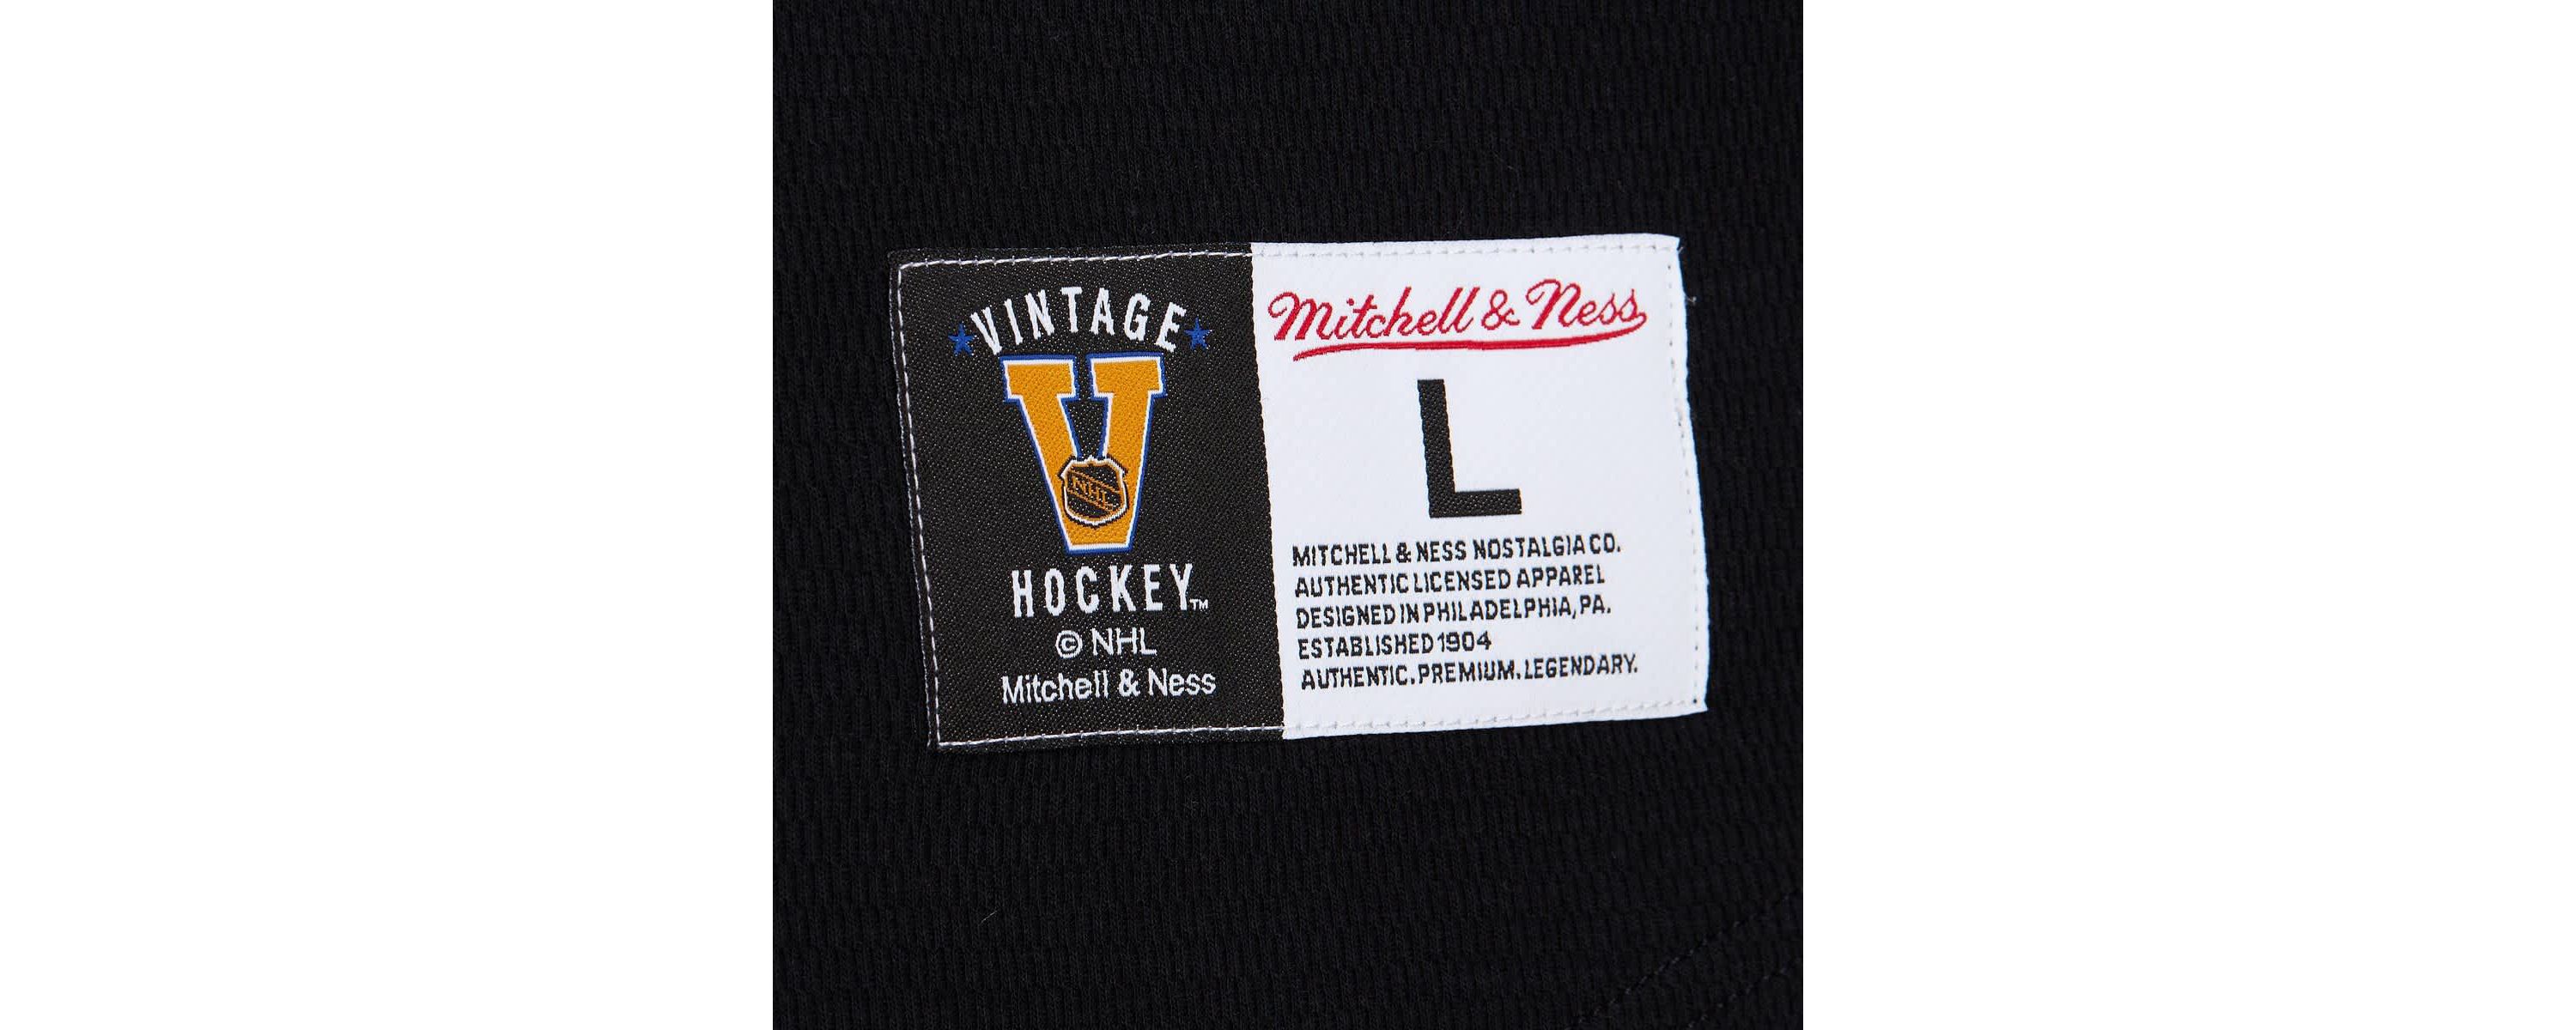 VINTAGE
V
NHL
HOCKEY™
© NHL
Mitchell & Ness
Mitchell & Ness
L
MITCHELL & NESS NOSTALGIA CO.
AUTHENTIC LICENSED APPAREL
DESIGNED IN PHILADELPHIA, PA.
ESTABLISHED 1904
AUTHENTIC. PREMIUM. LEGENDARY.